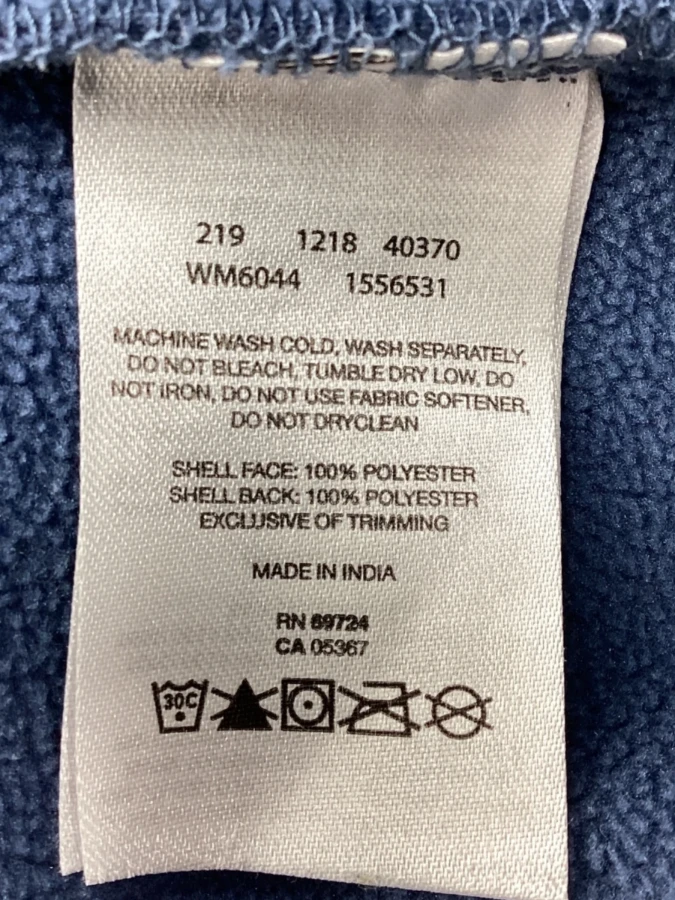 219 1218 40370
WM6044 1556531
MACHINE WASH COLD, WASH SEPARATELY,
DO NOT BLEACH, TUMBLE DRY LOW, DO
NOT IRON, DO NOT USE FABRIC SOFTENER,
DO NOT DRYCLEAN
SHELL FACE: 100% POLYESTER
SHELL BACK: 100% POLYESTER
EXCLUSIVE OF TRIMMING
MADE IN INDIA
RN 69724
CA 05367
30C